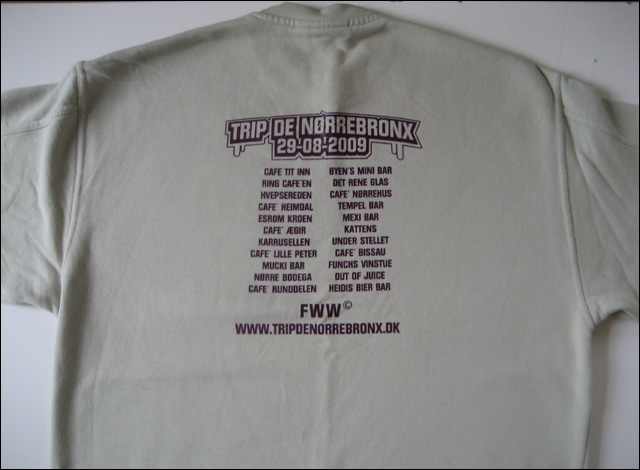 TRIP DE NØRREBRONX
29-08-2009
CAFE TIT INN
RING CAFE'EN
HVEPSEREDEN
CAFE' HEIMDAL
ESROM KROEN
CAFE' ÆGIR
KARRUSELLEN
CAFE' LILLE PETER
MUCKI BAR
NØRRE BODEGA
CAFE' RUNDDELEN
BYEN'S MINI BAR
DET RENE GLAS
CAFE' NØRREHUS
TEMPEL BAR
MEXI BAR
KATTENS
UNDER STELLET
CAFE' BISSAU
FUNCHS VINSTUE
OUT OF JUICE
HEIDIS BIER BAR
FWW©
WWW.TRIPDENORREBRONX.DK